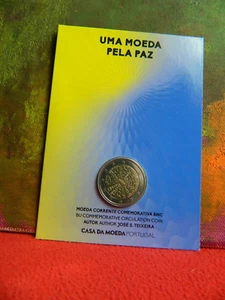 UMA MOEDA
PELA PAZ
MOEDA CORRENTE COMEMORATIVA BNC
BU COMMEMORATIVE CIRCULATION COIN
AUTOR AUTHOR JOSÉ S. TEIXEIRA
CASA DA MOEDA PORTUGAL